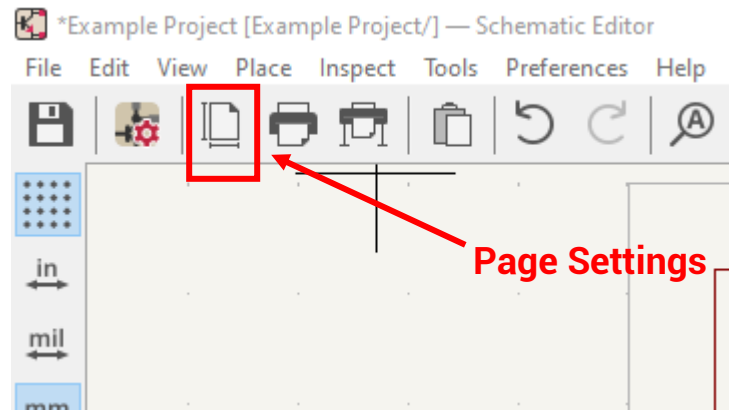 *Example Project [Example Project/] — Schematic Editor
File Edit View Place Inspect Tools Preferences Help
A
in
Page Settings
mil
mm